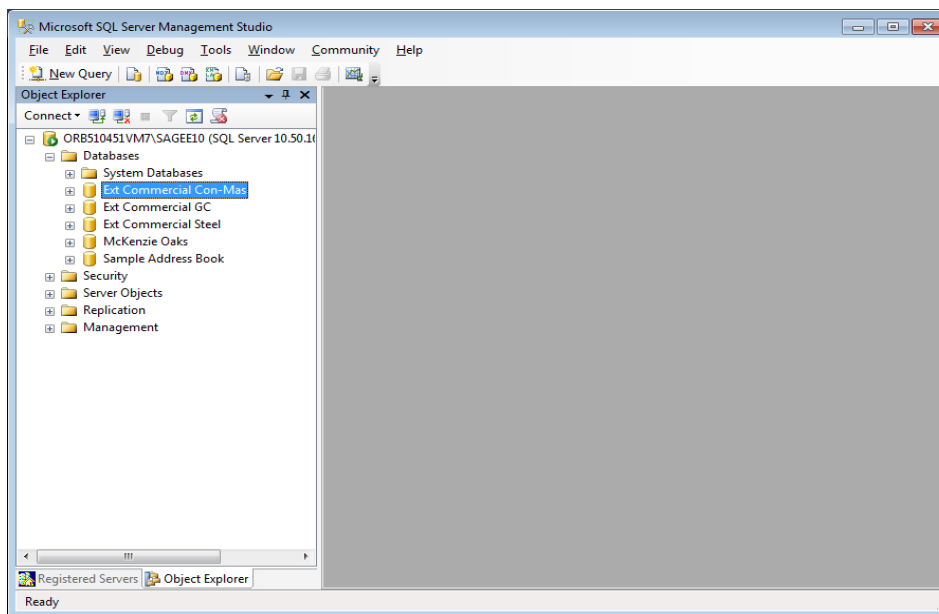 Microsoft SQL Server Management Studio
File Edit View Debug Tools Window Community Help
New Query
Object Explorer
Connect
ORB510451VM7\SAGEE10 (SQL Server 10.50.16
Databases
System Databases
Ext Commercial Con-Mas
Ext Commercial GC
Ext Commercial Steel
McKenzie Oaks
Sample Address Book
Security
Server Objects
Replication
Management
Registered Servers Object Explorer
Ready